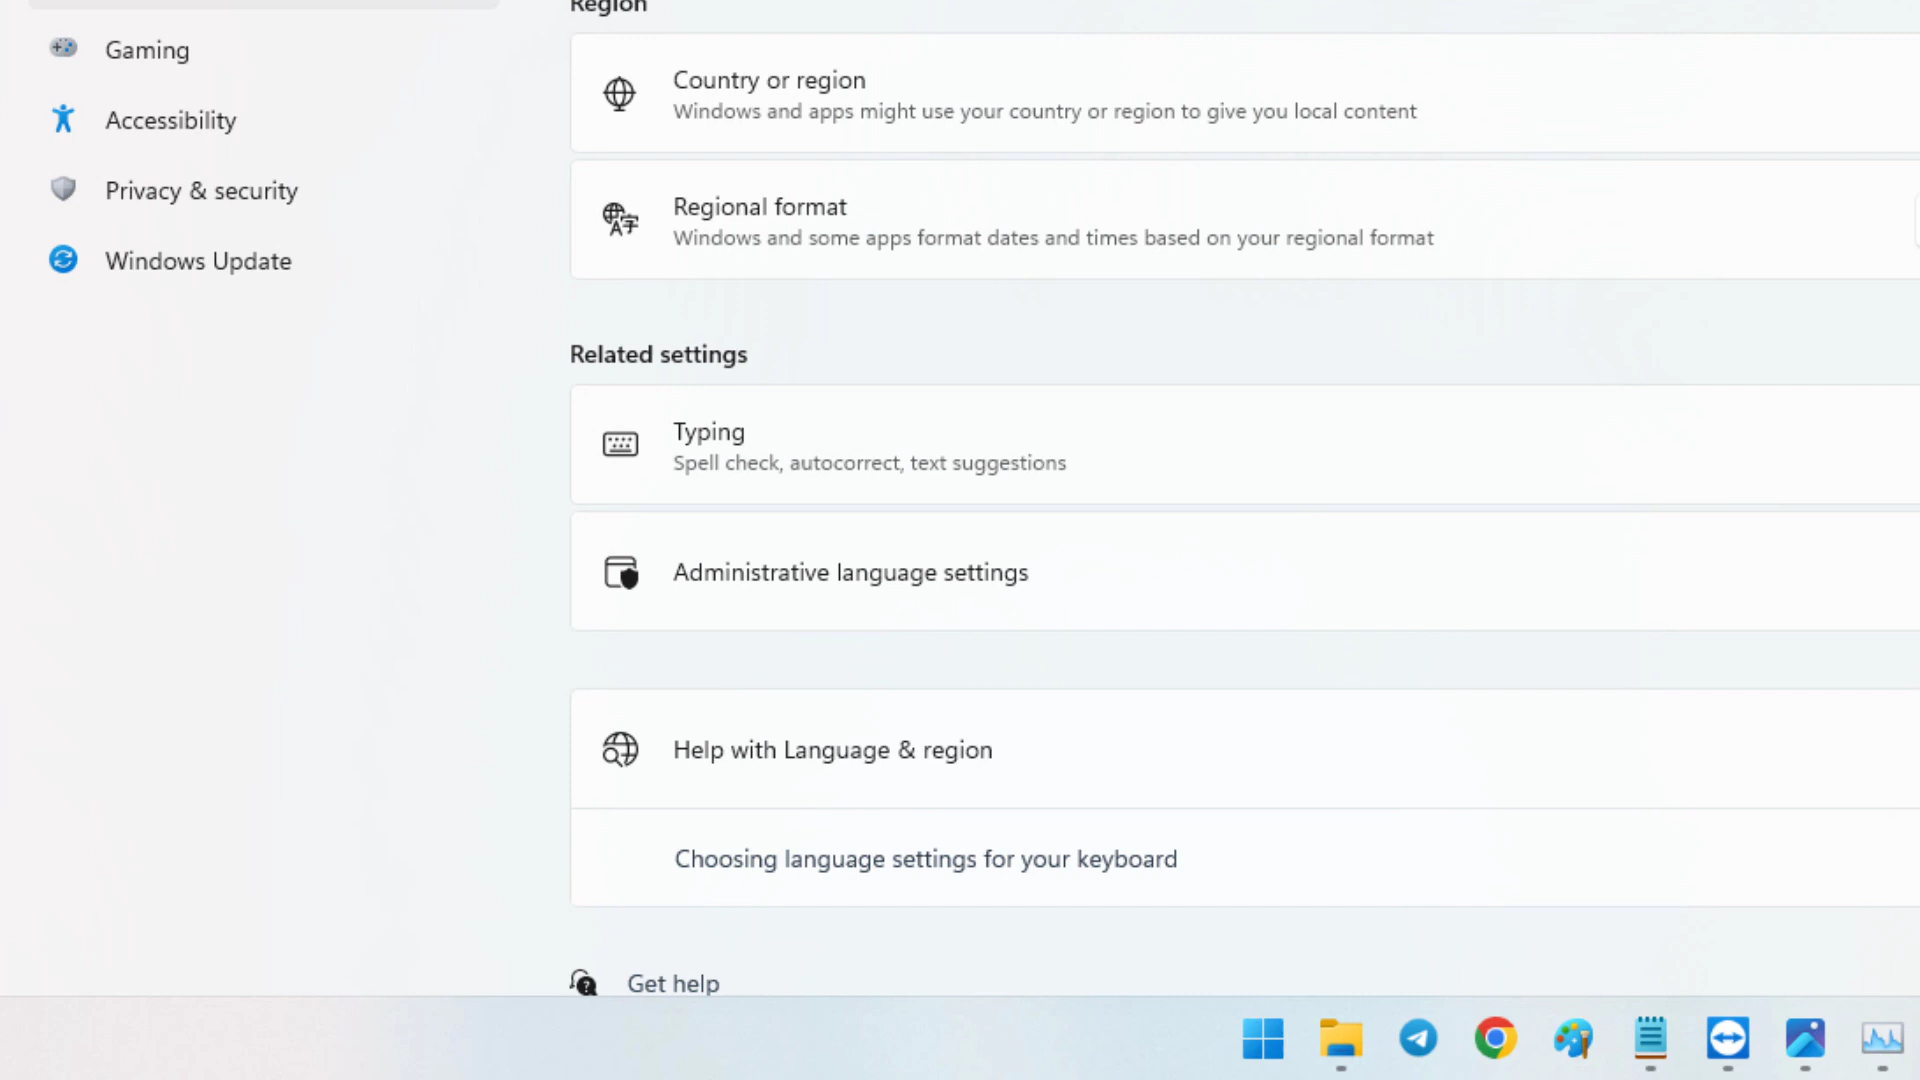 Region
Gaming
Country or region
Windows and apps might use your country or region to give you local content
Accessibility
Privacy & security
Regional format
Windows and some apps format dates and times based on your regional format
Windows Update
Related settings
Typing
Spell check, autocorrect, text suggestions
Administrative language settings
Help with Language & region
Choosing language settings for your keyboard
Get help